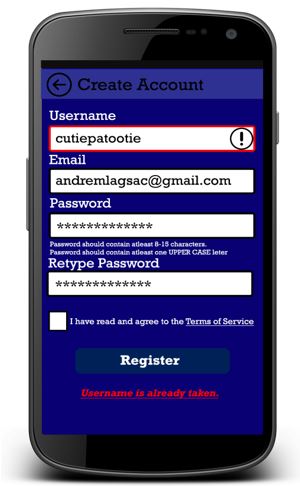 Create Account
Username
cutiepatootie
Email
andremlagsac@gmail.com
Password
*************
Password should contain atleast 8-15 characters.
Password should contain atleast one UPPER CASE leter
Retype Password
*************
I have read and agree to the Terms of Service
Register
Username is already taken.